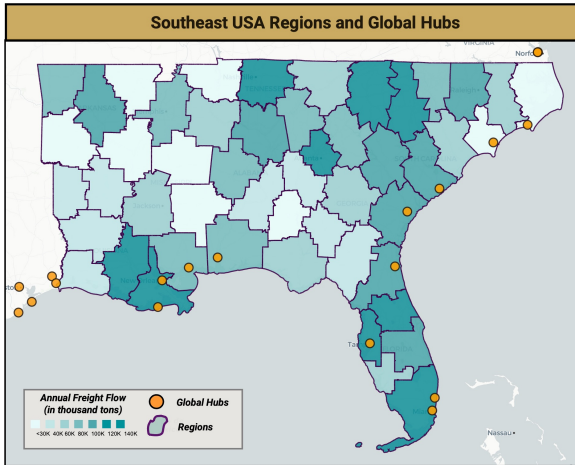 Southeast USA Regions and Global Hubs
VIRGINIA
Norfolk
Nassau
Annual Freight Flow
(in thousand tons)
<30K 40K 60K 80K 100K 120K 140K
Global Hubs
Regions